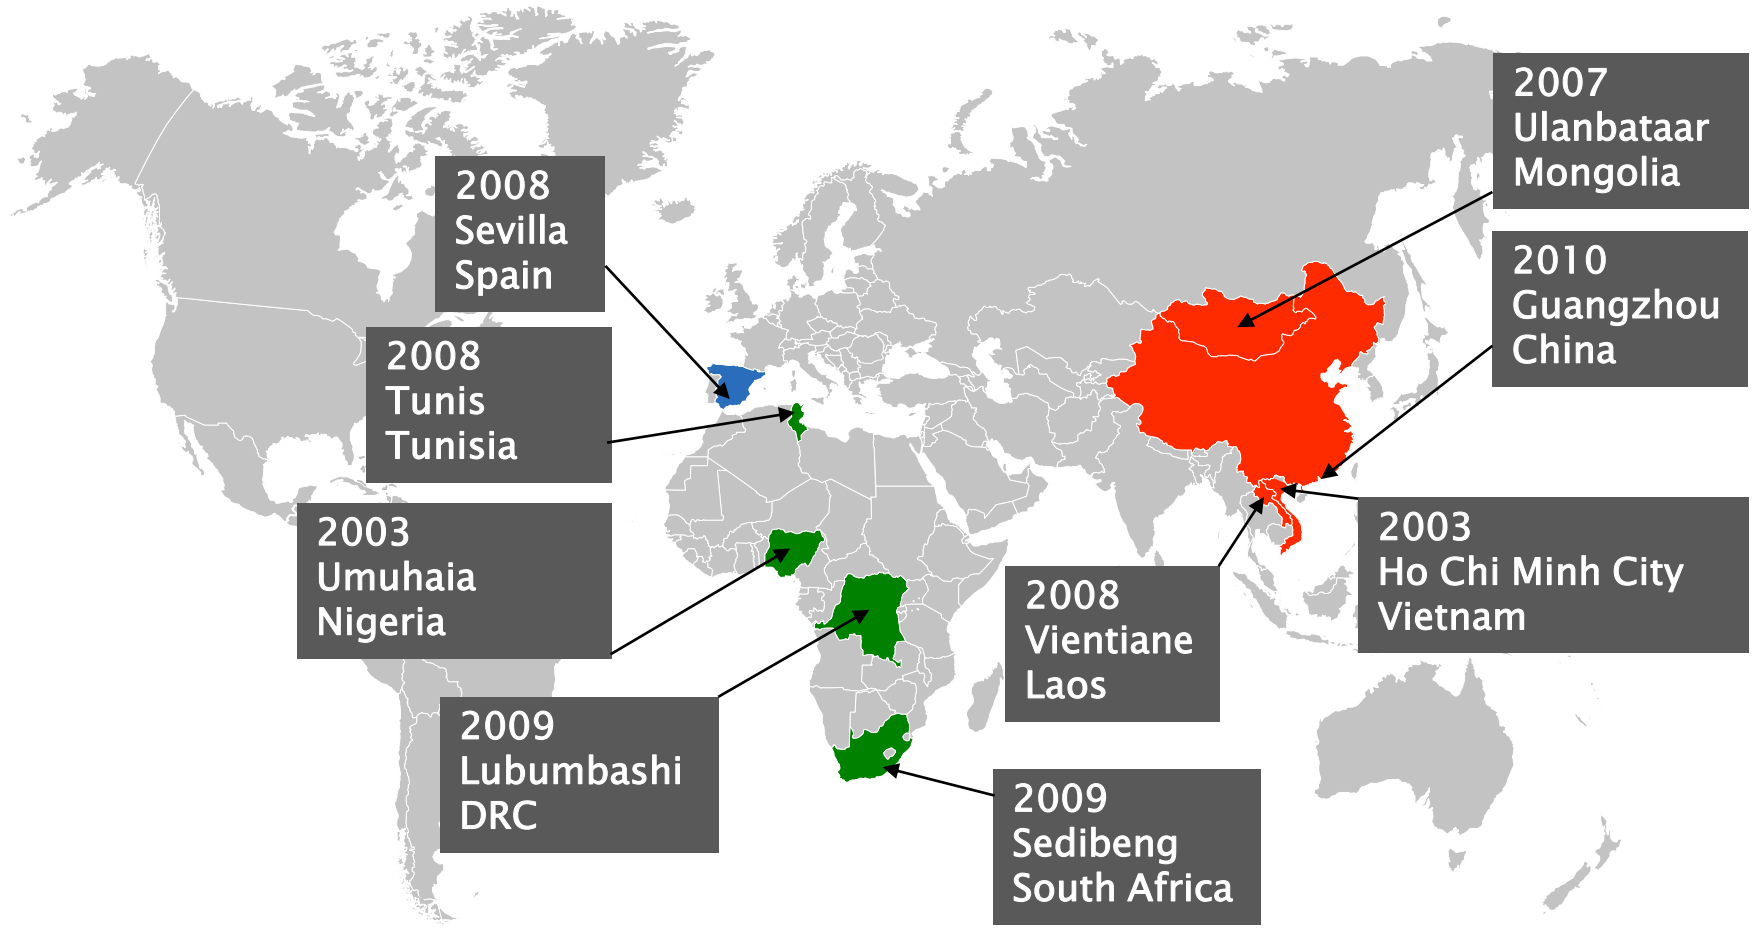 2007
Ulanbataar
Mongolia
2008
Sevilla
Spain
2010
Guangzhou
China
2008
Tunis
Tunisia
2003
Umuhaia
Nigeria
2003
Ho Chi Minh City
Vietnam
2008
Vientiane
Laos
2009
Lubumbashi
DRC
2009
Sedibeng
South Africa